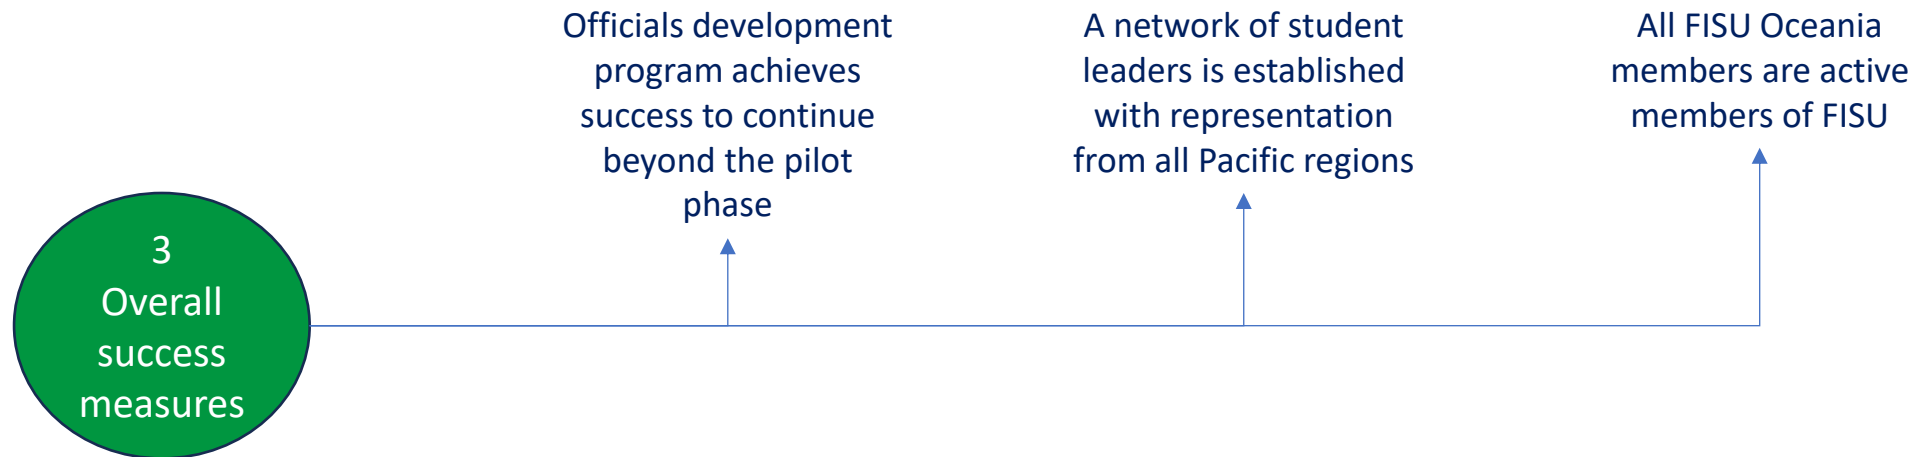 Officials development
program achieves
success to continue
beyond the pilot
phase
A network of student
leaders is established
with representation
from all Pacific regions
All FISU Oceania
members are active
members of FISU
3
Overall
success
measures